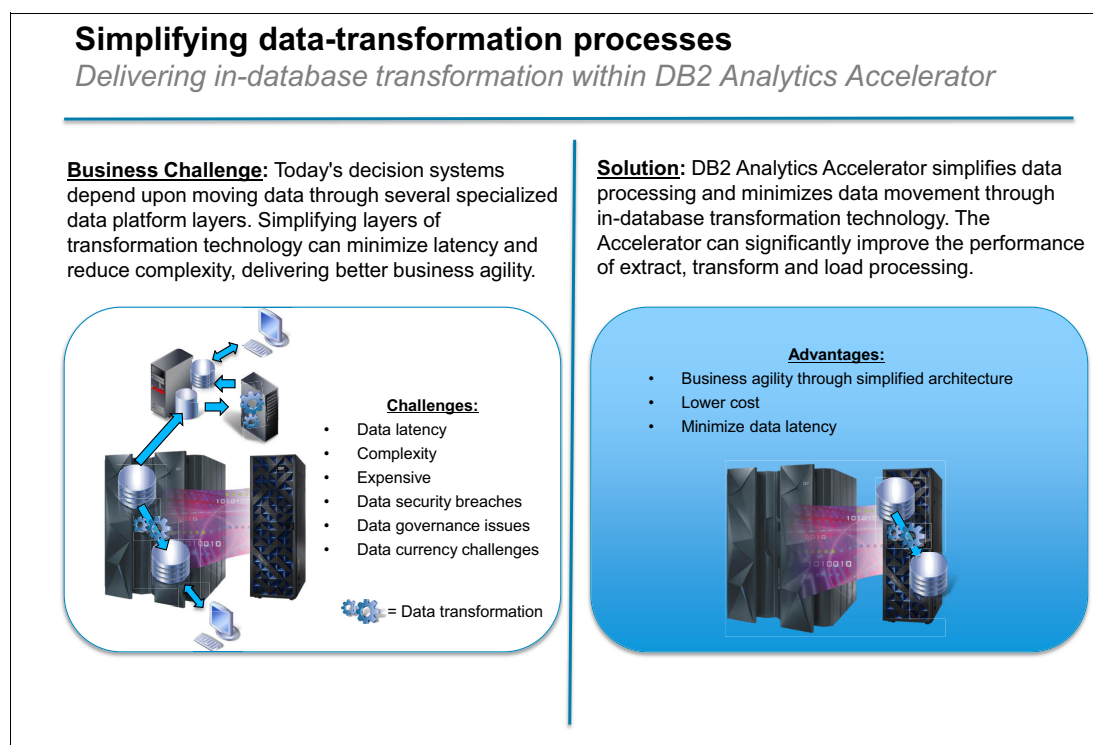 Simplifying data-transformation processes
Delivering in-database transformation within DB2 Analytics Accelerator
Business Challenge: Today's decision systems
depend upon moving data through several specialized
data platform layers. Simplifying layers of
transformation technology can minimize latency and
reduce complexity, delivering better business agility.
Challenges:
• Data latency
• Complexity
• Expensive
• Data security breaches
• Data governance issues
• Data currency challenges
= Data transformation
Solution: DB2 Analytics Accelerator simplifies data
processing and minimizes data movement through
in-database transformation technology. The
Accelerator can significantly improve the performance
of extract, transform and load processing.
Advantages:
• Business agility through simplified architecture
• Lower cost
• Minimize data latency
1010010